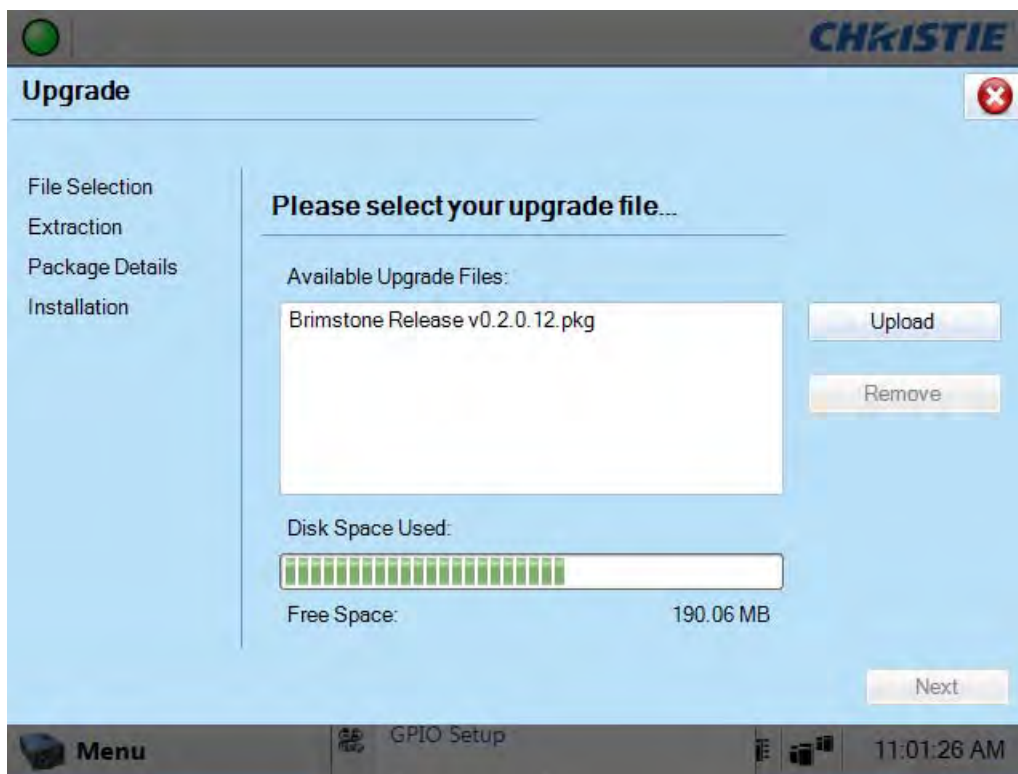 CHRISTIE
Upgrade
File Selection
Extraction
Package Details
Installation
Please select your upgrade file...
Available Upgrade Files:
Brimstone Release v0.2.0.12.pkg
Upload
Remove
Disk Space Used:
Free Space: 190.06 MB
Next
Menu
GPIO Setup
11:01:26 AM